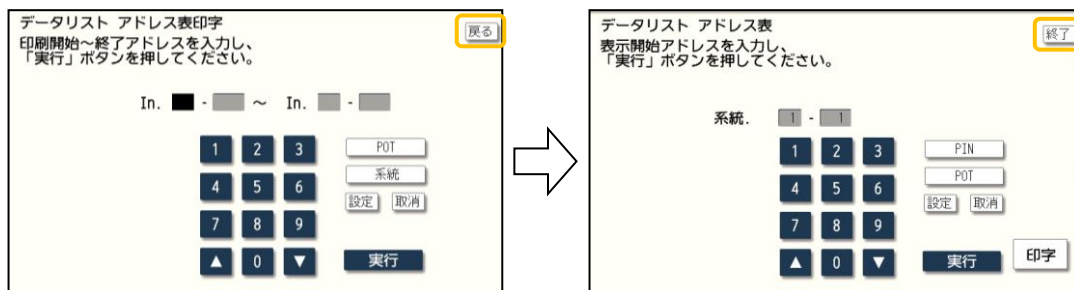 データリスト アドレス表印字
戻る
印刷開始～終了アドレスを入力し、
「実行」ボタンを押してください。
In. - ～ In. -
1 2 3 POT
4 5 6 系統
設定 取消
7 8 9
▲ 0 ▼ 実行
データリスト アドレス表
終了
表示開始アドレスを入力し、
「実行」ボタンを押してください。
系統. 1 - 1
1 2 3 PIN
4 5 6 POT
設定 取消
7 8 9
▲ 0 ▼ 実行 印字